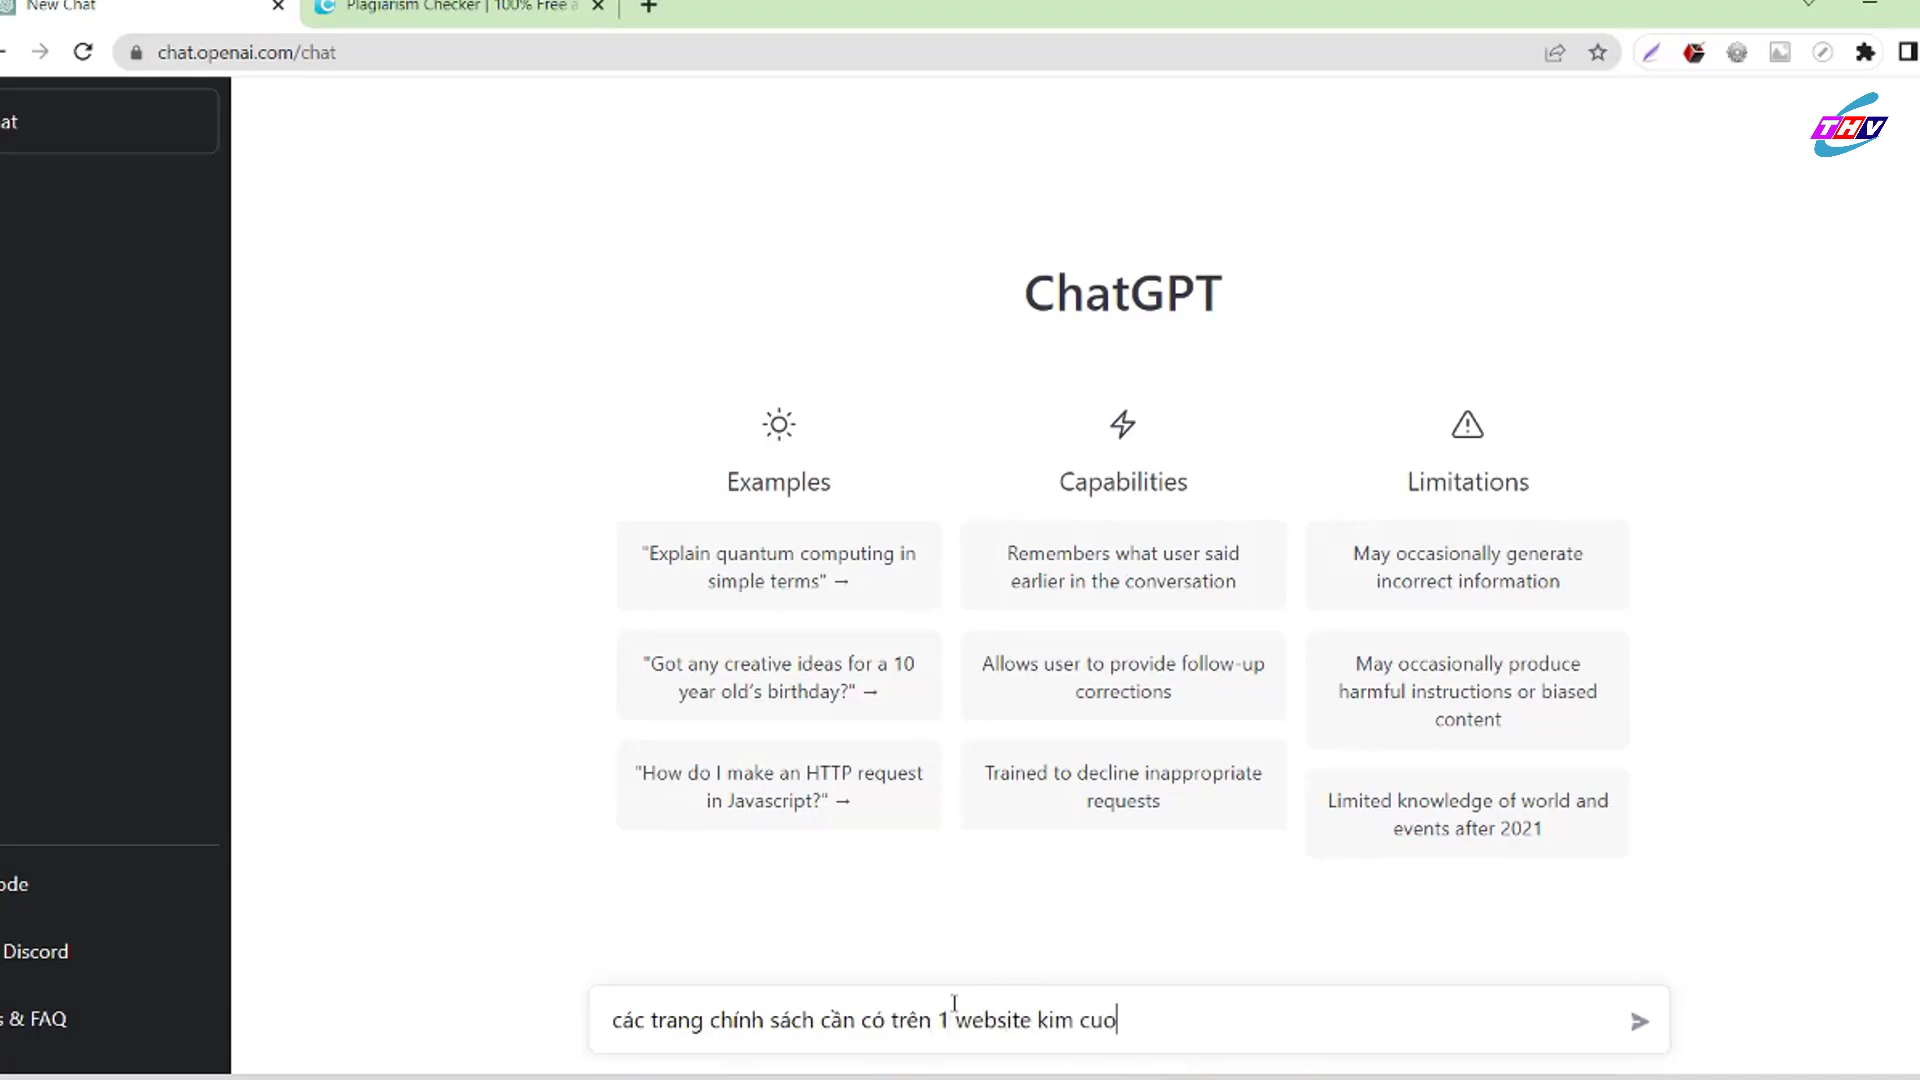 New Chat
Plagiarism Checker | 100% Free a
chat.openai.com/chat
at
THV
ChatGPT
Examples
Capabilities
Limitations
"Explain quantum computing in
simple terms" →
Remembers what user said
earlier in the conversation
May occasionally generate
incorrect information
"Got any creative ideas for a 10
year old's birthday?" →
Allows user to provide follow-up
corrections
May occasionally produce
harmful instructions or biased
content
"How do I make an HTTP request
in Javascript?" →
Trained to decline inappropriate
requests
Limited knowledge of world and
events after 2021
ode
Discord
s & FAQ
các trang chính sách cần có trên 1 website kim cuo